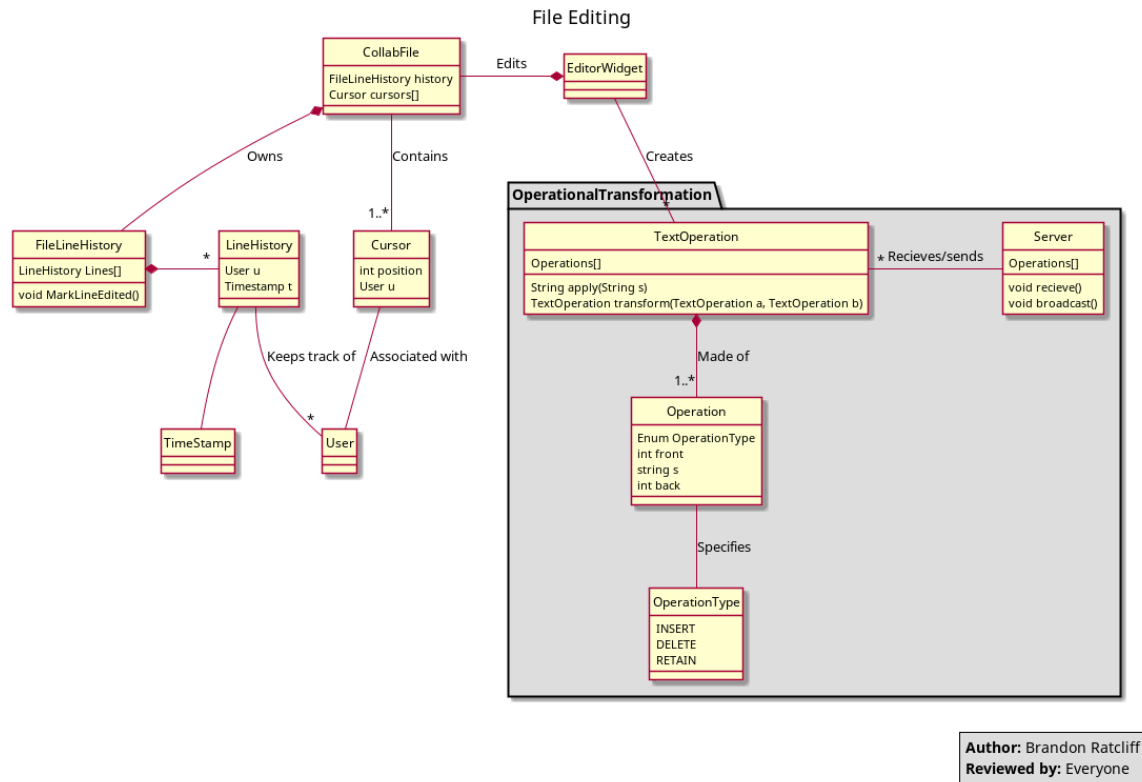 File Editing
CollabFile
FileLineHistory history
Cursor cursors[]
Edits
EditorWidget
Owns
Contains
Creates
1..*
*
OperationalTransformation
FileLineHistory
LineHistory Lines[]
void MarkLineEdited()
*
LineHistory
User u
Timestamp t
Cursor
int position
User u
TextOperation
Operations[]
String apply(String s)
TextOperation transform(TextOperation a, TextOperation b)
* Recieves/sends
Server
Operations[]
void recieve()
void broadcast()
Keeps track of
*
Associated with
Made of
1..*
TimeStamp
User
Operation
Enum OperationType
int front
string s
int back
Specifies
OperationType
INSERT
DELETE
RETAIN
Author: Brandon Ratcliff
Reviewed by: Everyone